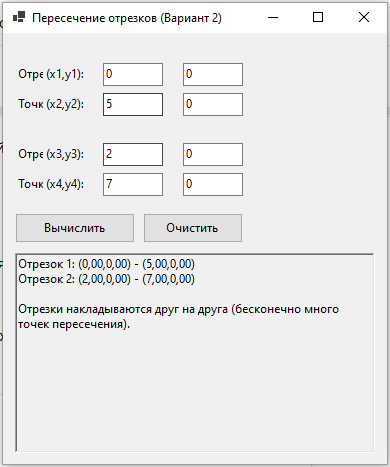 Пересечение отрезков (Вариант 2)
Отре (x1,y1): 0 0
Точк (x2,y2): 5 0
Отре (x3,y3): 2 0
Точк (x4,y4): 7 0
Вычислить Очистить
Отрезок 1: (0,00,0,00) - (5,00,0,00)
Отрезок 2: (2,00,0,00) - (7,00,0,00)
Отрезки накладываются друг на друга (бесконечно много
точек пересечения).